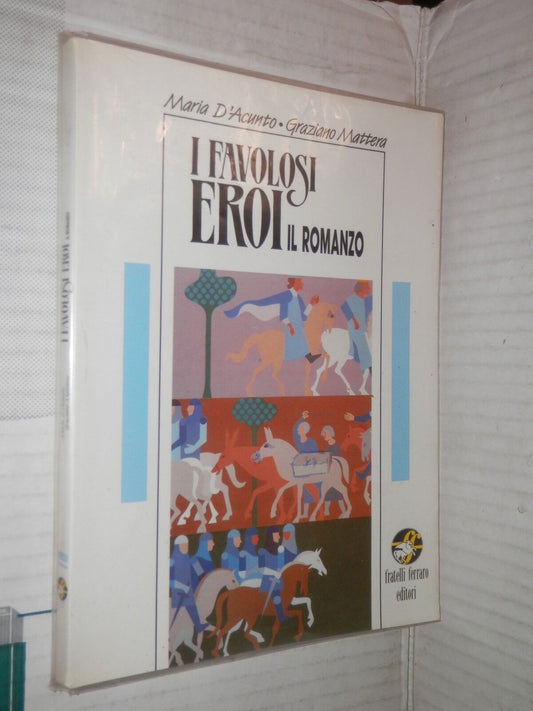 Maria D'Acunto • Graziano Mattera
I FAVOLOSI
EROI IL ROMANZO
fratelli ferraro
editori
I FAVOLOSI EROI